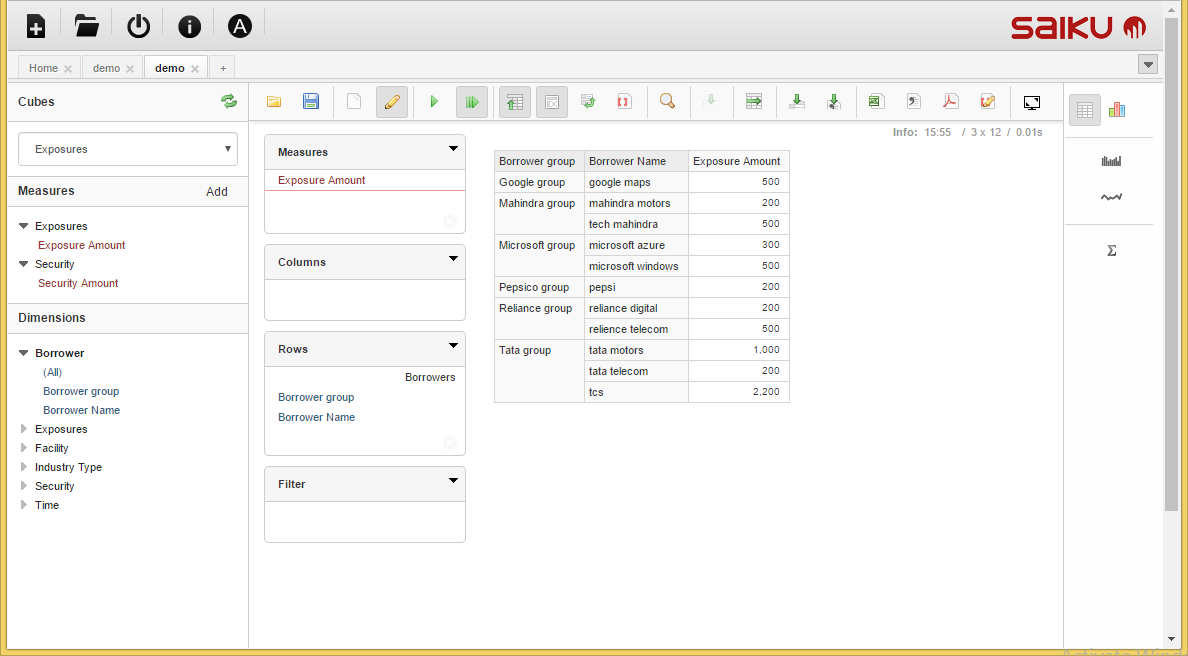 A
SAIKU
Home demo demo +
Cubes
Exposures
Measures Add
Exposures
Exposure Amount
Security
Security Amount
Dimensions
Borrower
(All)
Borrower group
Borrower Name
Exposures
Facility
Industry Type
Security
Time
Measures
Exposure Amount
Columns
Rows
Borrowers
Borrower group
Borrower Name
Filter
Info: 15:55 / 3 x 12 / 0.01s
Borrower group Borrower Name Exposure Amount
Google group google maps 500
Mahindra group mahindra motors 200
tech mahindra 500
Microsoft group microsoft azure 300
microsoft windows 500
Pepsico group pepsi 200
Reliance group reliance digital 200
relience telecom 500
Tata group tata motors 1,000
tata telecom 200
tcs 2,200
Σ